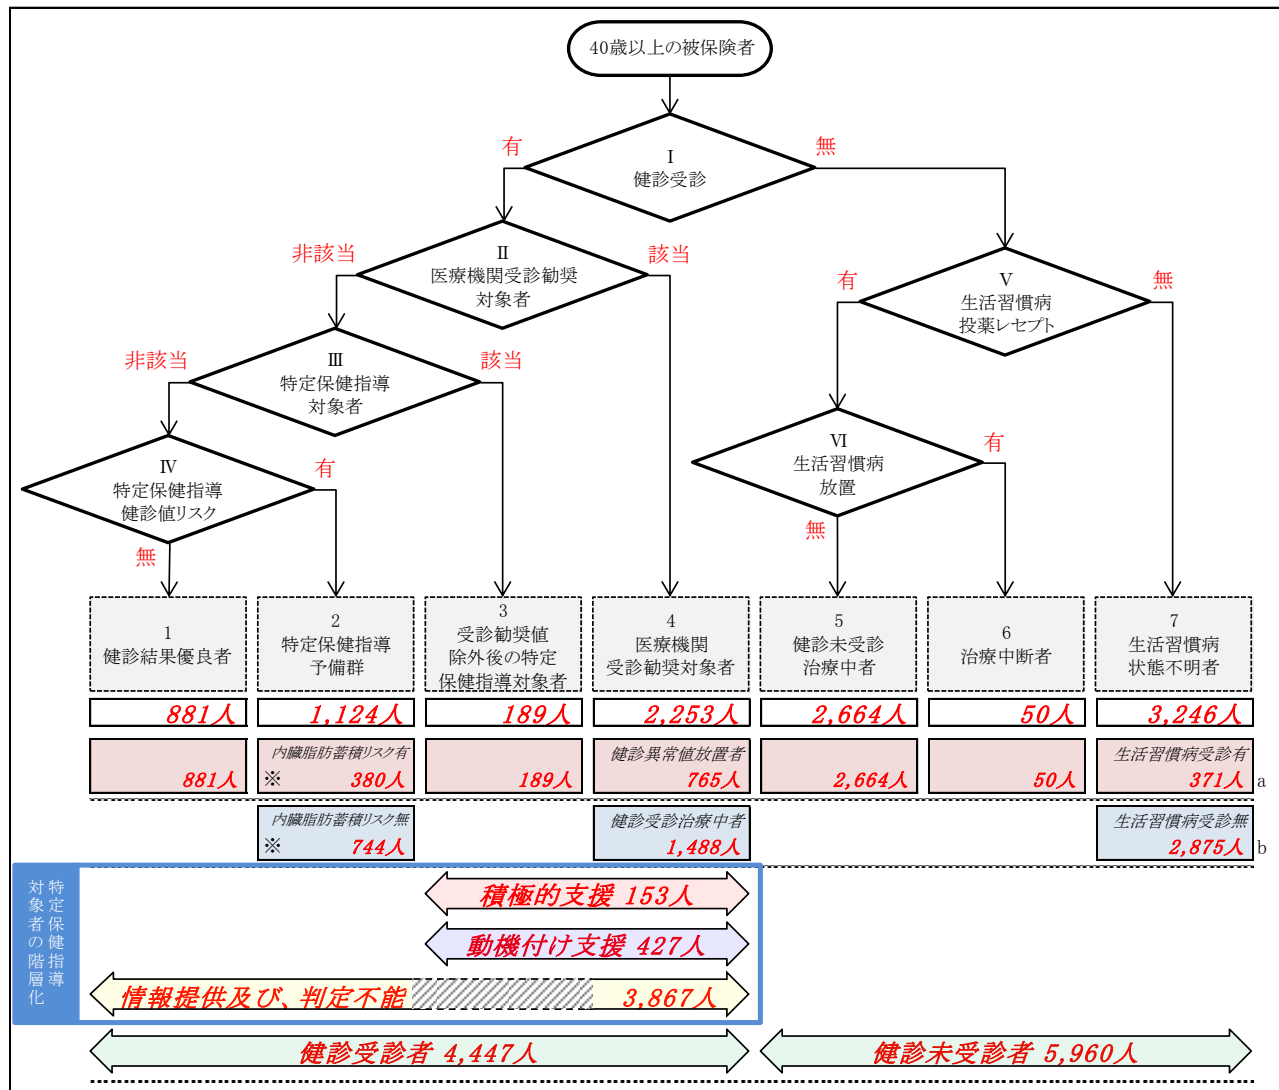 40歳以上の被保険者
Ⅰ
健診受診
有
無
Ⅱ
医療機関受診勧奨
対象者
非該当
該当
Ⅴ
生活習慣病
投薬レセプト
有
無
Ⅲ
特定保健指導
対象者
非該当
該当
Ⅵ
生活習慣病
放置
有
無
Ⅳ
特定保健指導
健診値リスク
有
無
1
健診結果優良者
2
特定保健指導
予備群
3
受診勧奨値
除外後の特定
保健指導対象者
4
医療機関
受診勧奨対象者
5
健診未受診
治療中者
6
治療中断者
7
生活習慣病
状態不明者
881人
1,124人
189人
2,253人
2,664人
50人
3,246人
881人
内臓脂肪蓄積リスク有
※ 380人
189人
健診異常値放置者
765人
2,664人
50人
生活習慣病受診有
371人
a
内臓脂肪蓄積リスク無
※ 744人
健診受診治療中者
1,488人
生活習慣病受診無
2,875人
b
特定保健指導
対象者の階層化
積極的支援 153人
動機付け支援 427人
情報提供及び、判定不能 3,867人
健診受診者 4,447人
健診未受診者 5,960人